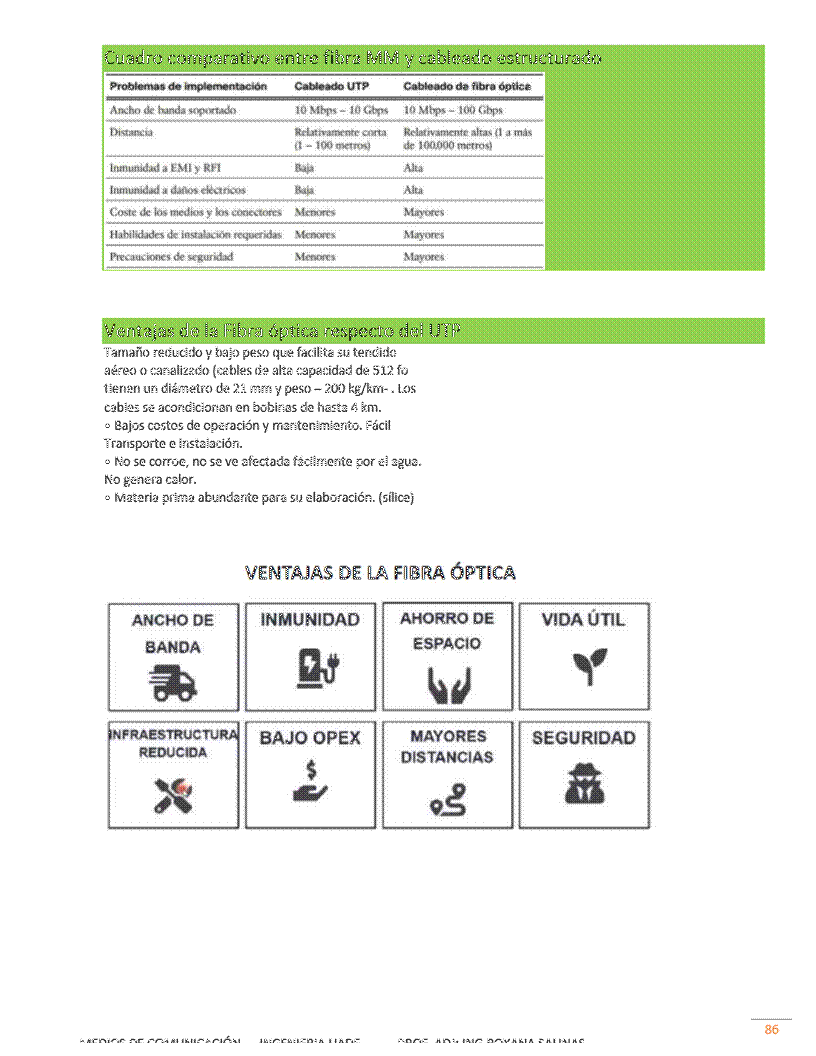 Cuadro comparativo entre fibra MM y cableado estructurado
Problemas de implementación Cableado UTP Cableado de fibra óptica
Ancho de banda soportado 10 Mbps – 10 Gbps 10 Mbps – 100 Gbps
Distancia Relativamente corta Relativamente altas (1 a más
(1 – 100 metros) de 100,000 metros)
Inmunidad a EMI y RFI Baja Alta
Inmunidad a daños eléctricos Baja Alta
Coste de los medios y los conectores Menores Mayores
Habilidades de instalación requeridas Menores Mayores
Precauciones de seguridad Menores Mayores
Ventajas de la Fibra óptica respecto del UTP
Tamaño reducido y bajo peso que facilita su tendido
aéreo o canalizado (cables de alta capacidad de 512 fo
tienen un diámetro de 21 mm y peso – 200 kg/km- . Los
cables se acondicionan en bobinas de hasta 4 km.
◦ Bajos costos de operación y mantenimiento. Fácil
Transporte e instalación.
◦ No se corroe, no se ve afectada fácilmente por el agua.
No genera calor.
◦ Materia prima abundante para su elaboración. (sílice)
VENTAJAS DE LA FIBRA ÓPTICA
ANCHO DE
BANDA
INMUNIDAD
AHORRO DE
ESPACIO
VIDA ÚTIL
INFRAESTRUCTURA
REDUCIDA
BAJO OPEX
$
MAYORES
DISTANCIAS
SEGURIDAD
86
MEDIOS DE COMUNICACIÓN INGENIERIA UADE PROF. ADJ: ING ROXANA SALINAS